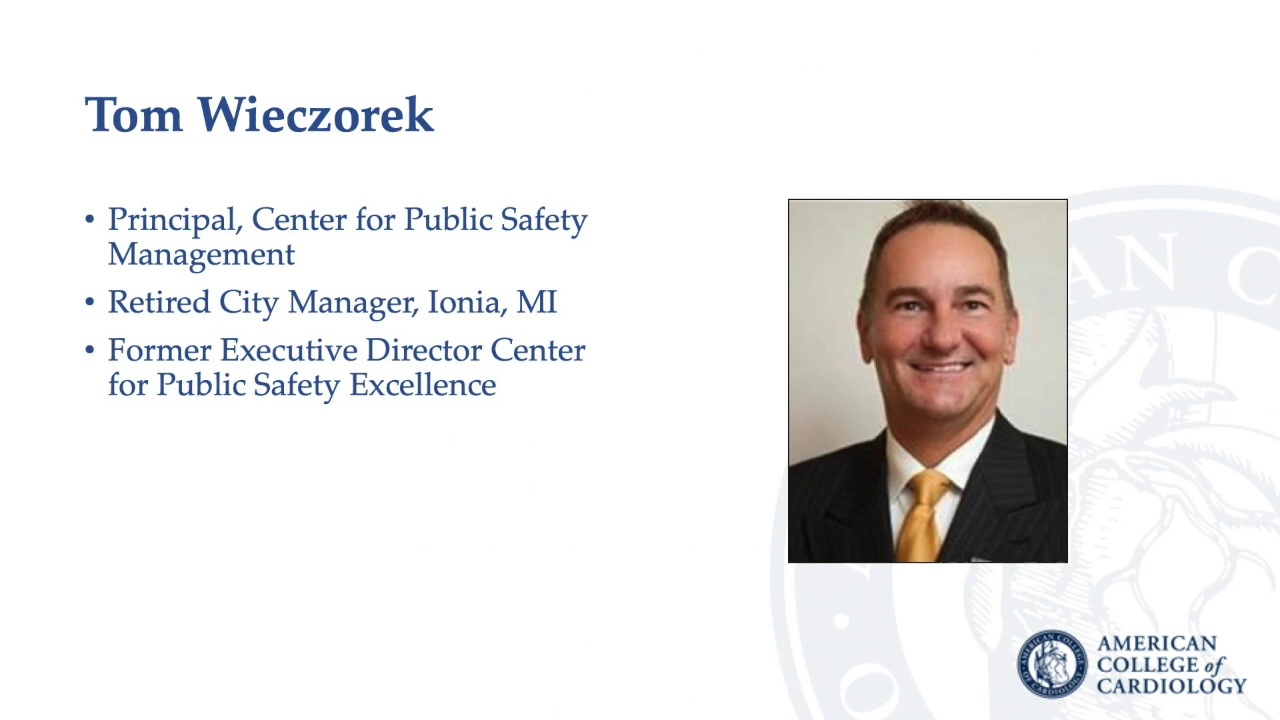 Tom Wieczorek
• Principal, Center for Public Safety
Management
• Retired City Manager, Ionia, MI
• Former Executive Director Center
for Public Safety Excellence
AMERICAN
COLLEGE of
CARDIOLOGY